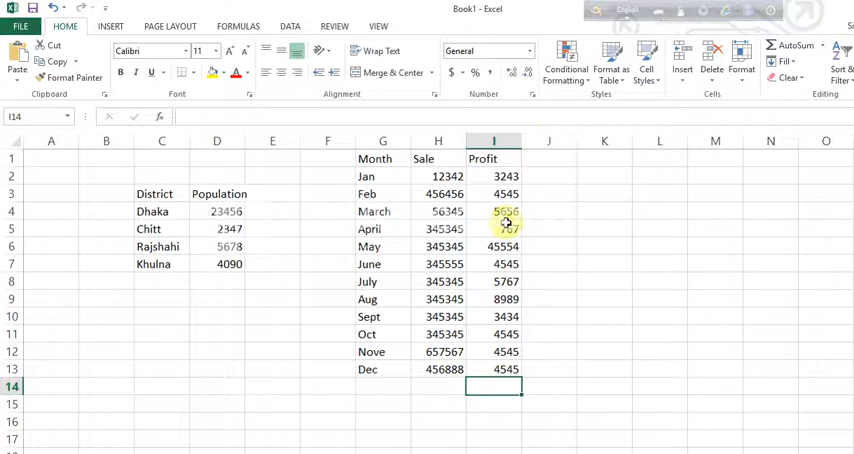 Book1 - Excel
English
FILE HOME INSERT PAGE LAYOUT FORMULAS DATA REVIEW VIEW
Cut
Copy
Format Painter
Paste
Clipboard
Calibri 11 A A
B I U A
Font
Wrap Text
Merge & Center
Alignment
General
$ % , .00 .0
Number
Conditional Formatting
Format as Table
Cell Styles
Styles
Insert Delete Format
Cells
AutoSum
Fill
Clear
Sort &
Editing
I14 fx
A B C D E F G H I J K L M N O
1 Month Sale Profit
2 Jan 12342 3243
3 District Population Feb 456456 4545
4 Dhaka 23456 March 56345 5656
5 Chitt 2347 April 345345 767
6 Rajshahi 5678 May 345345 45554
7 Khulna 4090 June 345555 4545
8 July 345345 5767
9 Aug 345345 8989
10 Sept 345345 3434
11 Oct 345345 4545
12 Nove 657567 4545
13 Dec 456888 4545
14
15
16
17